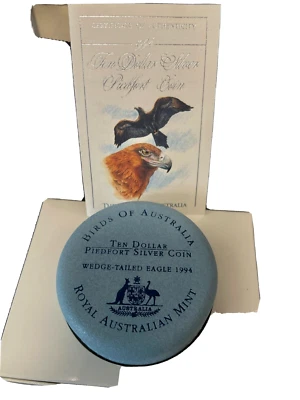 Ten Dollar Silver
Piedfort Coin
BIRDS OF AUSTRALIA
TEN DOLLAR
PIEDFORT SILVER COIN
WEDGE-TAILED EAGLE 1994
AUSTRALIA
ROYAL AUSTRALIAN MINT